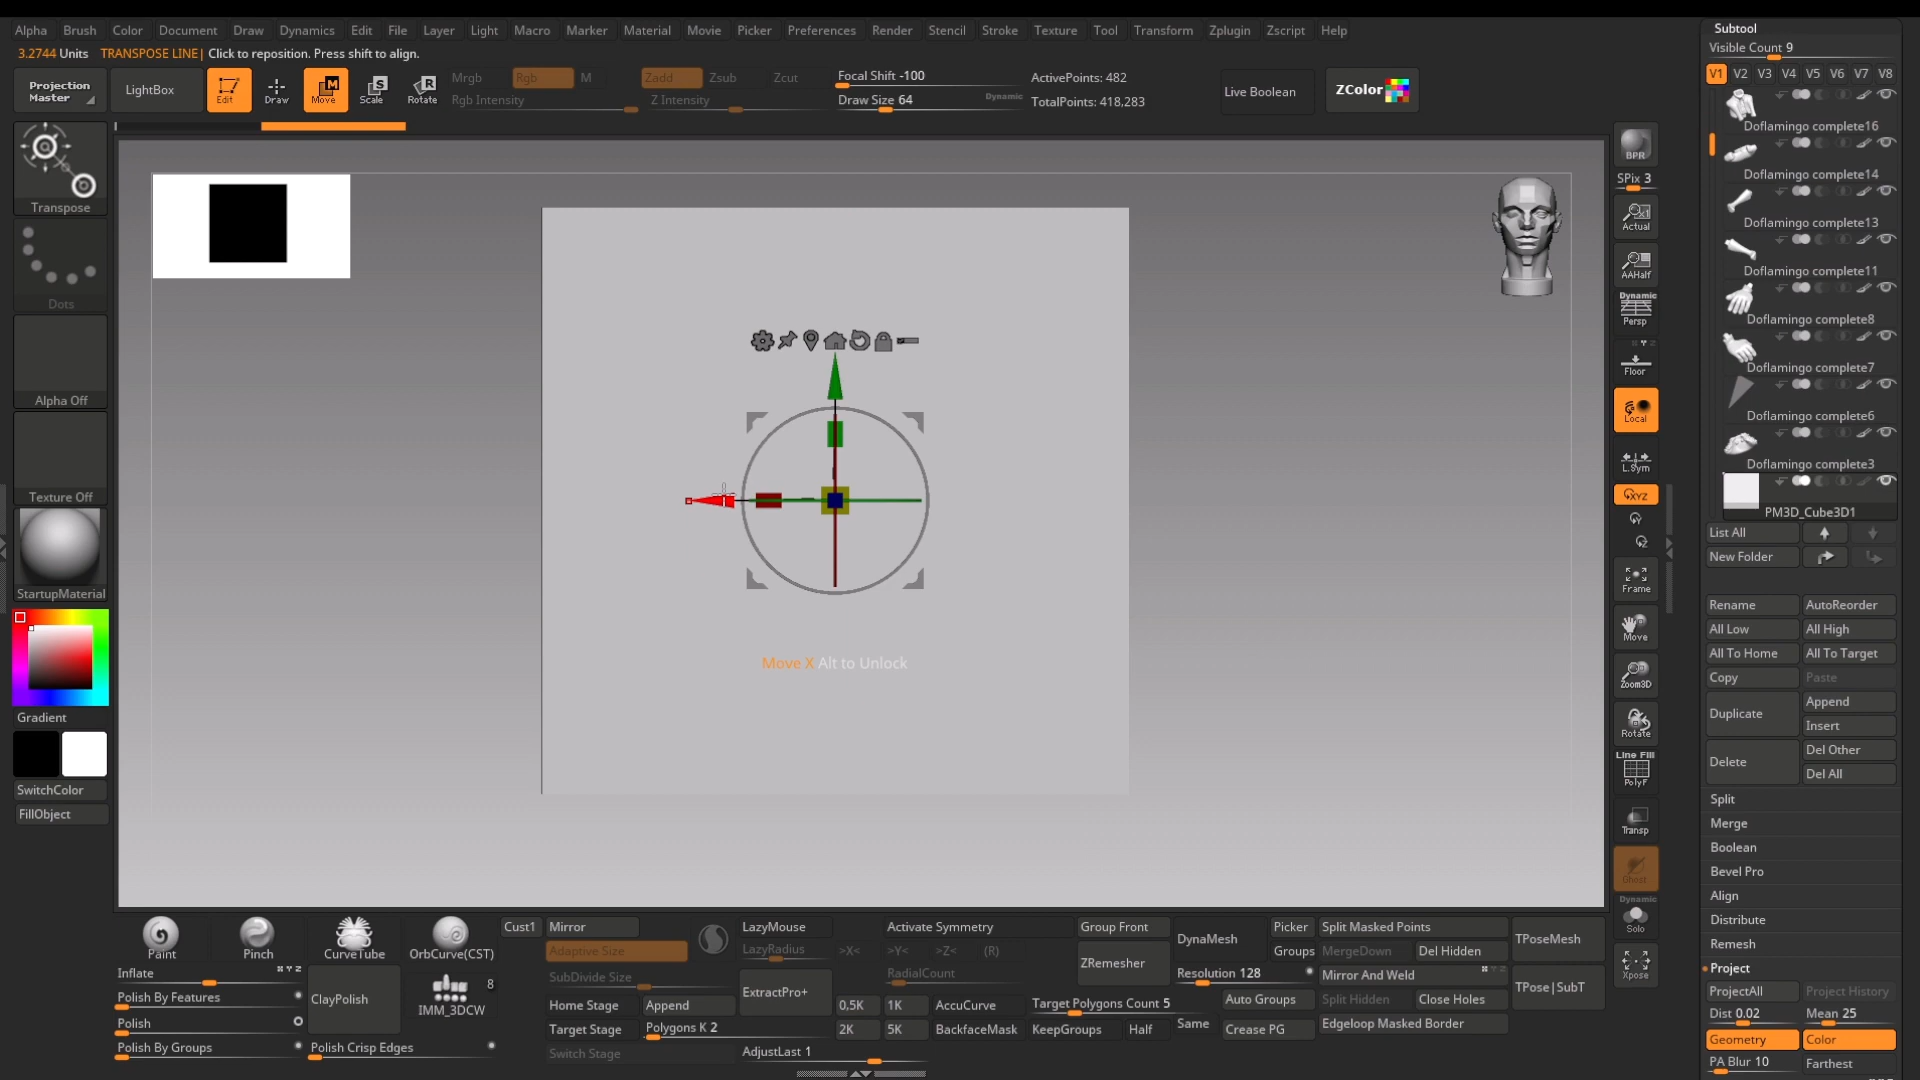 Alpha Brush Color Document Draw Dynamics Edit File Layer Light Macro Marker Material Movie Picker Preferences Render Stencil Stroke Texture Tool Transform Zplugin Zscript Help
3.2744 Units TRANSPOSE LINE| Click to reposition. Press shift to align.
Projection Master
LightBox
Edit
Draw
Move
Scale
Rotate
Mrgb Rgb M
Rgb Intensity
Zadd Zsub Zcut
Z Intensity
Focal Shift -100
Draw Size 64 Dynamic
ActivePoints: 482
TotalPoints: 418,283
Live Boolean
ZColor
Transpose
Dots
Alpha Off
Texture Off
StartupMaterial
Gradient
SwitchColor
FillObject
Move X Alt to Unlock
BPR
SPix 3
Actual
AAHalf
Dynamic
Persp
Floor
Local
L.Sym
XYZ
Frame
Move
Zoom3D
Rotate
Line Fill
PolyF
Transp
Ghost
Dynamic
Solo
Xpose
Subtool
Visible Count 9
V1 V2 V3 V4 V5 V6 V7 V8
Doflamingo complete16
Doflamingo complete14
Doflamingo complete13
Doflamingo complete11
Doflamingo complete8
Doflamingo complete7
Doflamingo complete6
Doflamingo complete3
PM3D_Cube3D1
List All
New Folder
Rename AutoReorder
All Low All High
All To Home All To Target
Copy Paste
Duplicate Append
Insert
Delete Del Other
Del All
Split
Merge
Boolean
Bevel Pro
Align
Distribute
Remesh
Project
ProjectAll Project History
Dist 0.02 Mean 25
Geometry Color
PA Blur 10 Farthest
Paint
Pinch
CurveTube
OrbCurve(CST)
Inflate
Polish By Features
Polish
Polish By Groups
ClayPolish
IMM_3DCW 8
Polish Crisp Edges
Cust1 Mirror
Adaptive Size
SubDivide Size
Home Stage Append
Target Stage Polygons K 2
Switch Stage
LazyMouse
LazyRadius
ExtractPro+
AdjustLast 1
Activate Symmetry
>X< >Y< >Z< (R)
RadialCount
0,5K 1K AccuCurve
2K 5K BackfaceMask
Target Polygons Count 5
KeepGroups Half Same
Group Front
ZRemesher
DynaMesh
Resolution 128
Auto Groups
Crease PG
Picker Split Masked Points
Groups MergeDown Del Hidden
Mirror And Weld
Split Hidden Close Holes
Edgeloop Masked Border
TPoseMesh
TPose|SubT